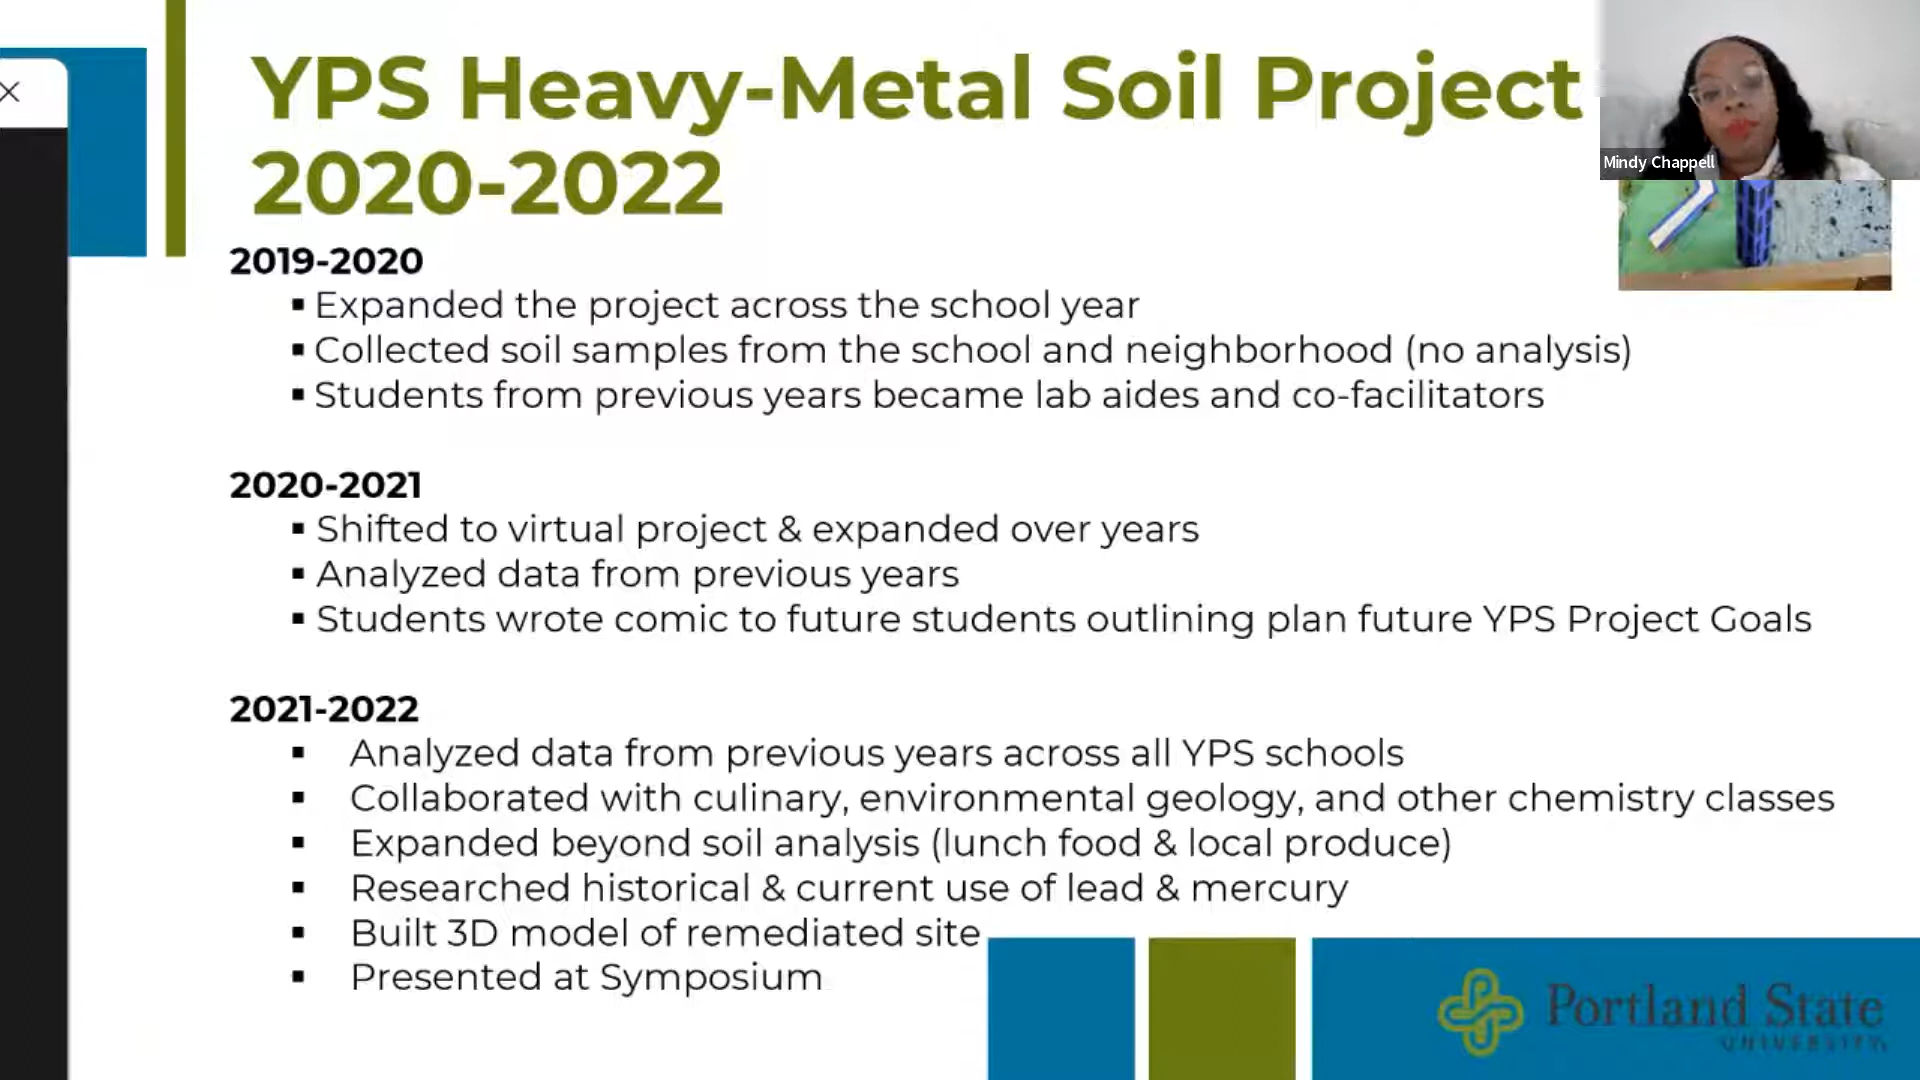 YPS Heavy-Metal Soil Project
2020-2022
Mindy Chappell
2019-2020
▪ Expanded the project across the school year
▪ Collected soil samples from the school and neighborhood (no analysis)
▪ Students from previous years became lab aides and co-facilitators
2020-2021
▪ Shifted to virtual project & expanded over years
▪ Analyzed data from previous years
▪ Students wrote comic to future students outlining plan future YPS Project Goals
2021-2022
▪ Analyzed data from previous years across all YPS schools
▪ Collaborated with culinary, environmental geology, and other chemistry classes
▪ Expanded beyond soil analysis (lunch food & local produce)
▪ Researched historical & current use of lead & mercury
▪ Built 3D model of remediated site
▪ Presented at Symposium
Portland State
UNIVERSITY